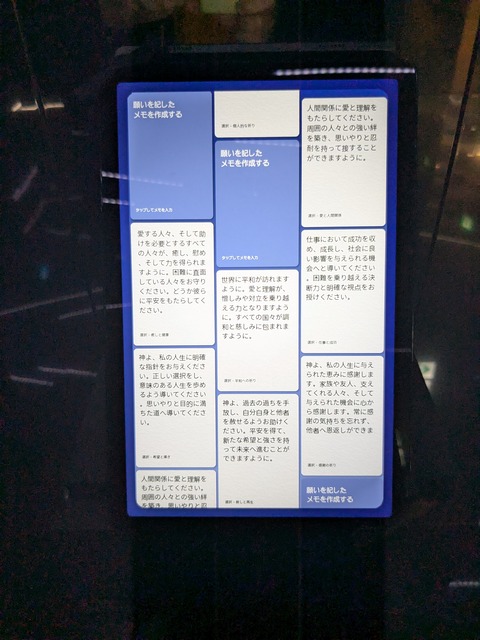 願いを記した
メモを作成する
タップしてメモを入力
愛する人々、そして助
けを必要とするすべて
の人々が、癒し、慰め
、そして力を得られま
すように。困難に直面
している人々をお守り
ください。どうか彼ら
に平安をもたらしてく
ださい。
神よ、私の人生に明確
な指針をお与えくださ
い。正しい選択をし、
意味のある人生を歩め
るよう導いてください
。思いやりと目的に満
ちた道へ導いてくださ
い。
人間関係に愛と理解を
もたらしてください。
周囲の人々との強い絆
を築き、思いやりと忍
願いを記した
メモを作成する
タップしてメモを入力
世界に平和が訪れます
ように。愛と理解が、
憎しみや対立を乗り越
える力となりますよう
に。すべての国々が調
和と慈しみに包まれま
すように。
神よ、過去の過ちを手
放し、自分自身と他者
を赦せるようお助けく
ださい。平安を得て、
新たな希望と強さを持
って未来へ進むことが
できますように。
人間関係に愛と理解を
もたらしてください。
周囲の人々との強い絆
を築き、思いやりと忍
耐を持って接すること
ができますように。
仕事において成功を収
め、成長し、社会に良
い影響を与えられる機
会へと導いてください
。困難を乗り越える決
断力と明確な視点をお
授けください。
神よ、私の人生に与え
られた恵みに感謝しま
す。家族や友人、支え
てくれる人々、そして
与えられた機会に心か
ら感謝します。常に感
謝の気持ちを忘れず、
他者へ恩返しができま
願いを記した
メモを作成する